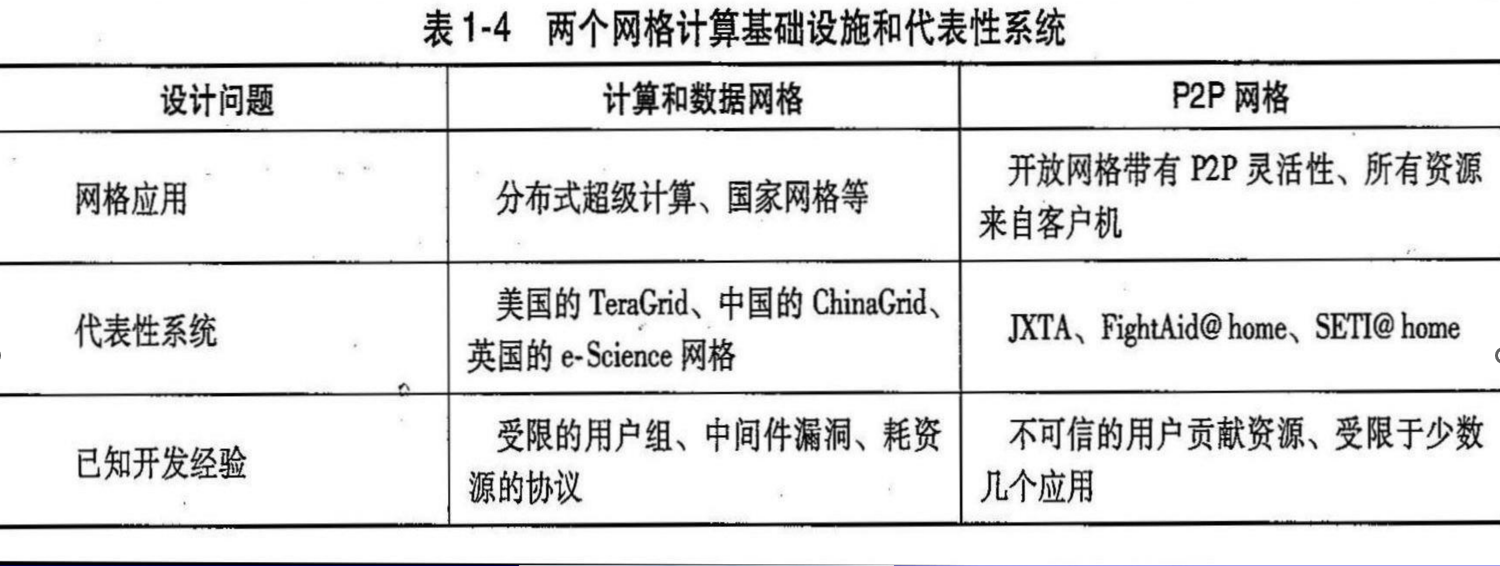 表 1-4 两个网格计算基础设施和代表性系统
设计问题 计算和数据网格 P2P 网格
网格应用
分布式超级计算、国家网格等
开放网格带有 P2P 灵活性、所有资源
来自客户机
代表性系统
美国的 TeraGrid、中国的 ChinaGrid、
英国的 e-Science 网格
JXTA、FightAid@ home、SETI@ home
已知开发经验
受限的用户组、中间件漏洞、耗资
源的协议
不可信的用户贡献资源、受限于少数
几个应用